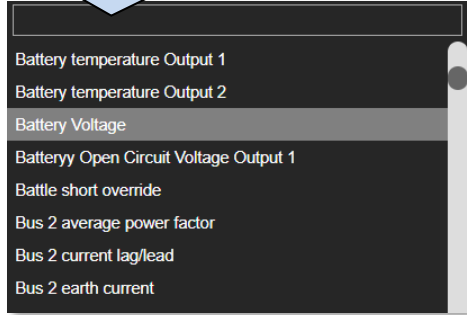 Battery temperature Output 1
Battery temperature Output 2
Battery Voltage
Batteryy Open Circuit Voltage Output 1
Battle short override
Bus 2 average power factor
Bus 2 current lag/lead
Bus 2 earth current